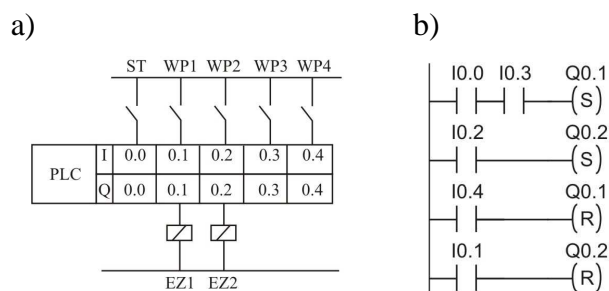 a)
ST WP1 WP2 WP3 WP4
PLC I 0.0 0.1 0.2 0.3 0.4
Q 0.0 0.1 0.2 0.3 0.4
EZ1 EZ2
b)
I0.0 I0.3 Q0.1
S
I0.2 Q0.2
S
I0.4 Q0.1
R
I0.1 Q0.2
R